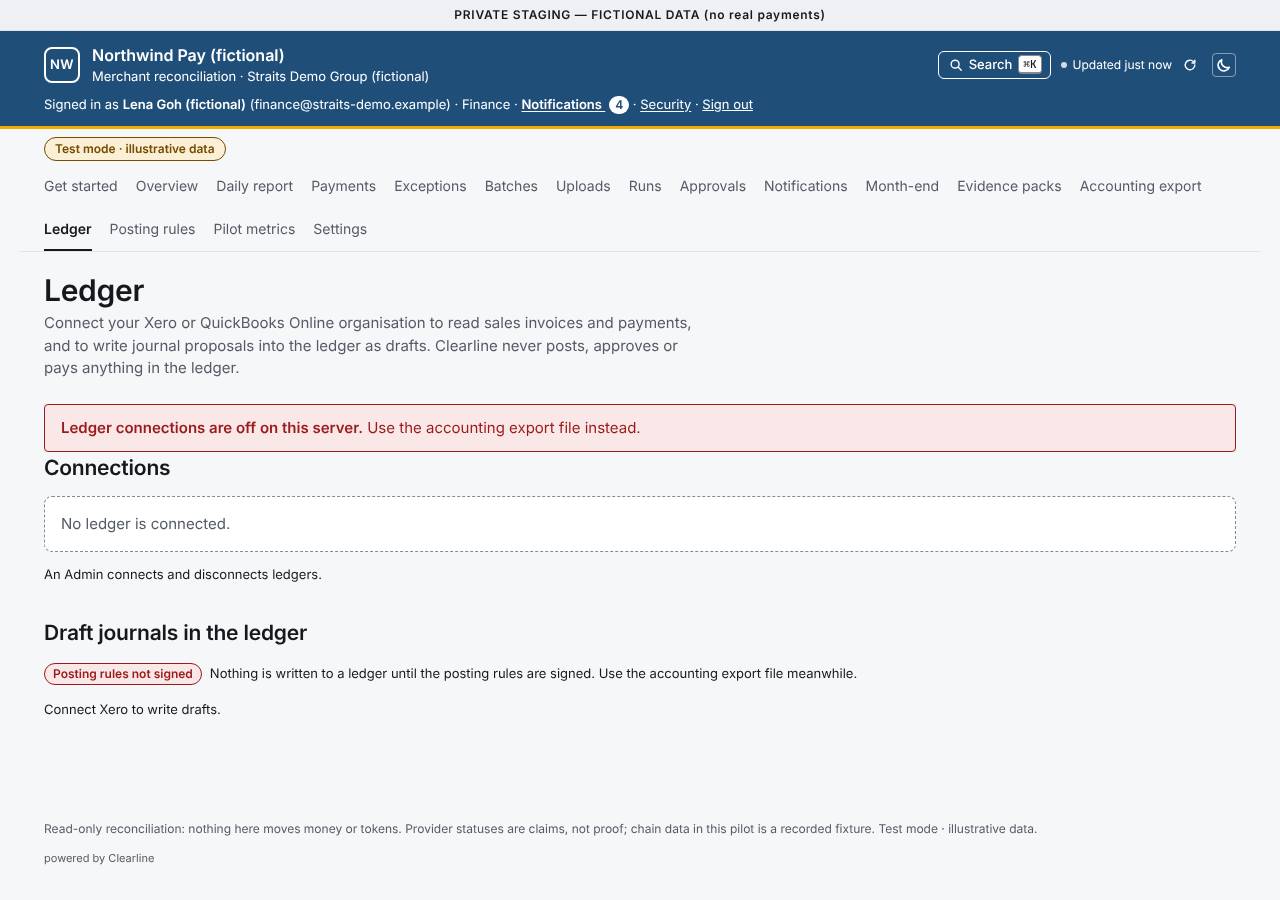 PRIVATE STAGING — FICTIONAL DATA (no real payments)
NW
Northwind Pay (fictional)
Merchant reconciliation · Straits Demo Group (fictional)
Search ⌘K
Updated just now
Signed in as Lena Goh (fictional) (finance@straits-demo.example) · Finance · Notifications 4 · Security · Sign out
Test mode · illustrative data
Get started Overview Daily report Payments Exceptions Batches Uploads Runs Approvals Notifications Month-end Evidence packs Accounting export
Ledger Posting rules Pilot metrics Settings
Ledger
Connect your Xero or QuickBooks Online organisation to read sales invoices and payments,
and to write journal proposals into the ledger as drafts. Clearline never posts, approves or
pays anything in the ledger.
Ledger connections are off on this server. Use the accounting export file instead.
Connections
No ledger is connected.
An Admin connects and disconnects ledgers.
Draft journals in the ledger
Posting rules not signed Nothing is written to a ledger until the posting rules are signed. Use the accounting export file meanwhile.
Connect Xero to write drafts.
Read-only reconciliation: nothing here moves money or tokens. Provider statuses are claims, not proof; chain data in this pilot is a recorded fixture. Test mode · illustrative data.
powered by Clearline